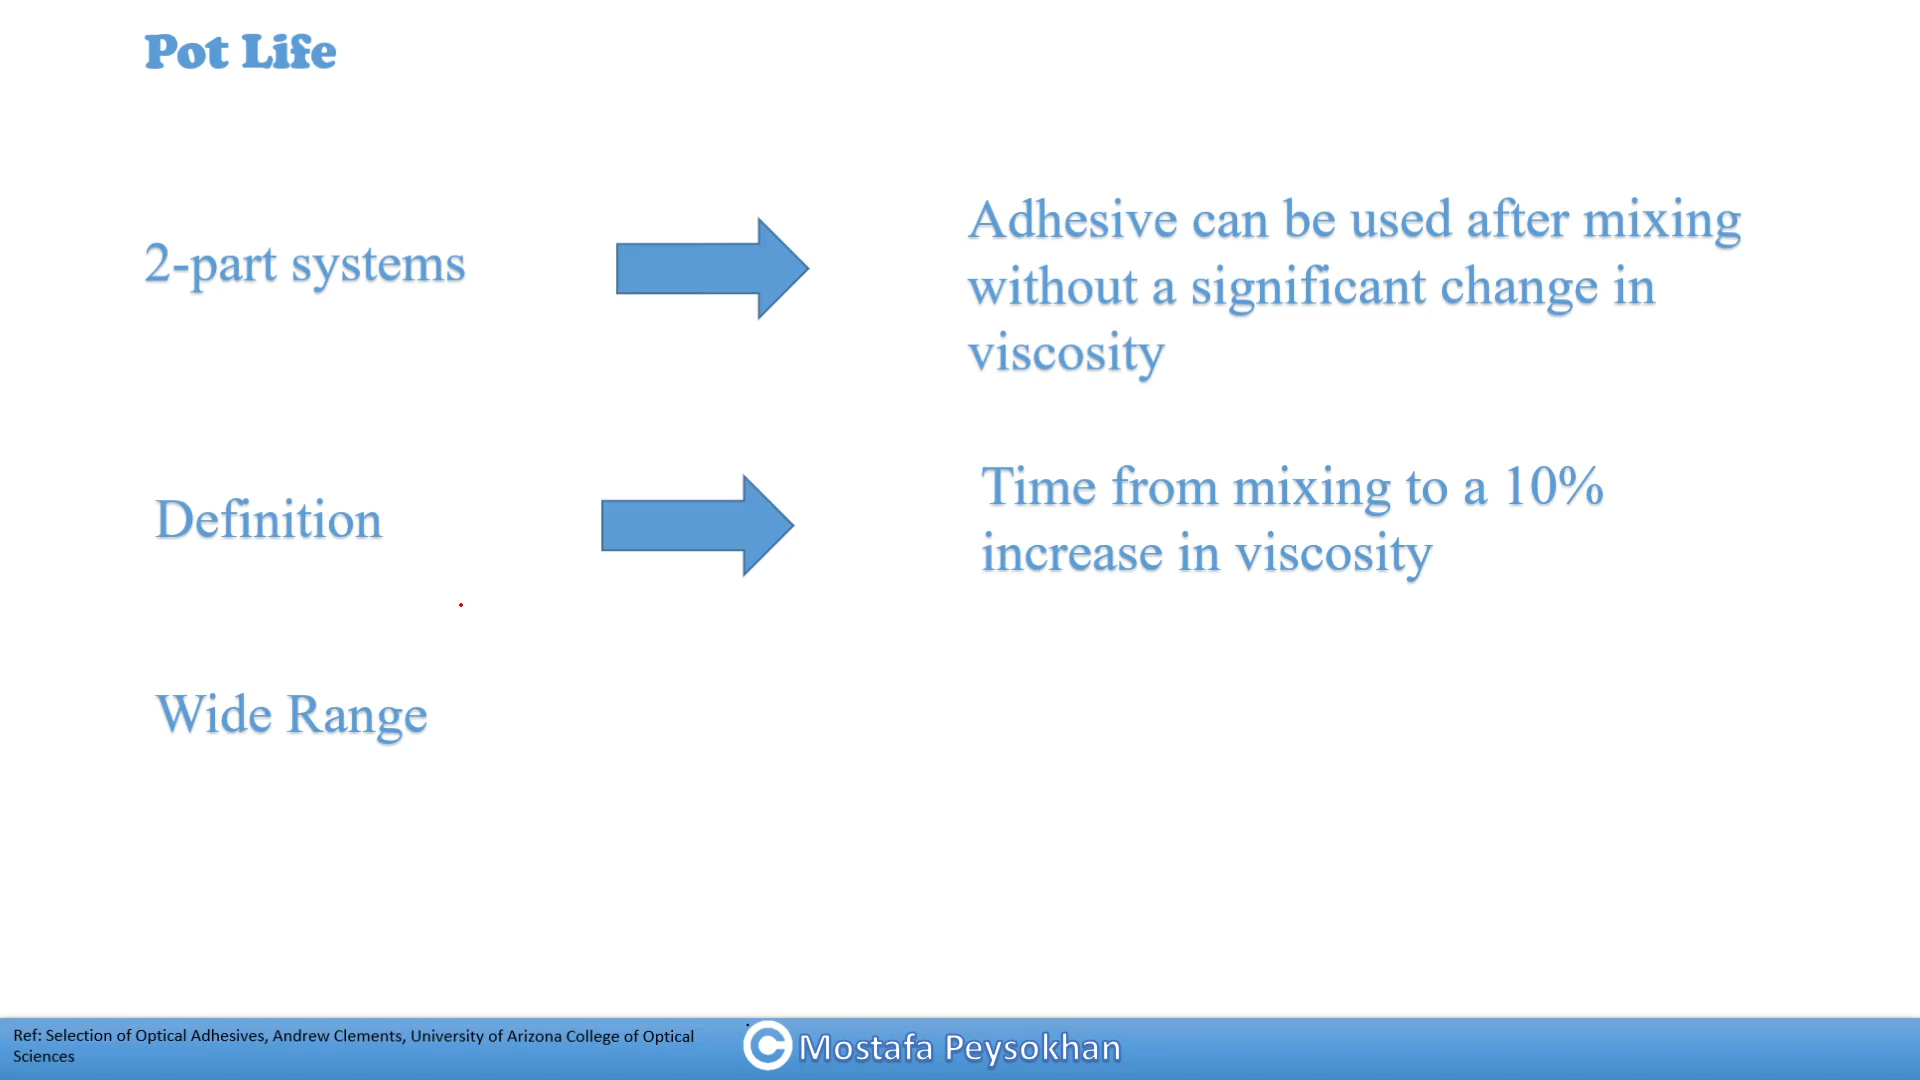 Pot Life
2-part systems
Adhesive can be used after mixing
without a significant change in
viscosity
Definition
Time from mixing to a 10%
increase in viscosity
Wide Range
Ref: Selection of Optical Adhesives, Andrew Clements, University of Arizona College of Optical
Sciences
© Mostafa Peysokhan